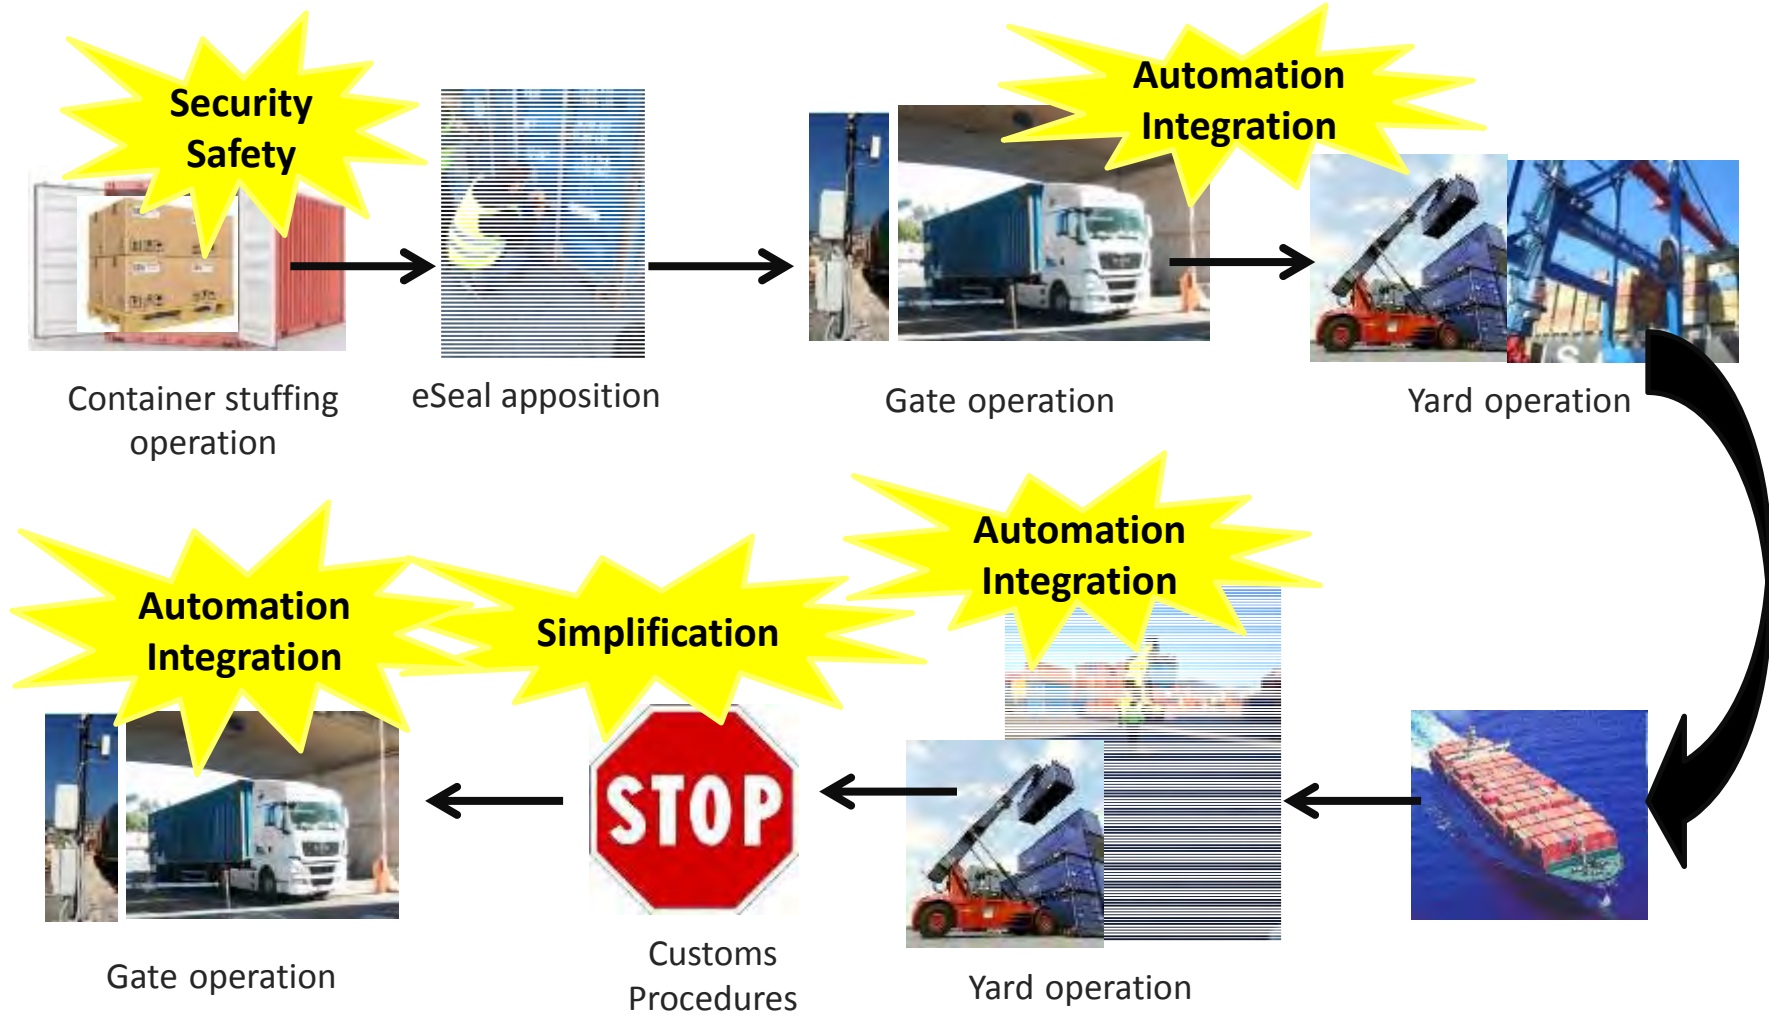 Security
Safety
Automation
Integration
Container stuffing
operation
eSeal apposition
Gate operation
Yard operation
Automation
Integration
Simplification
Automation
Integration
STOP
Gate operation
Customs
Procedures
Yard operation